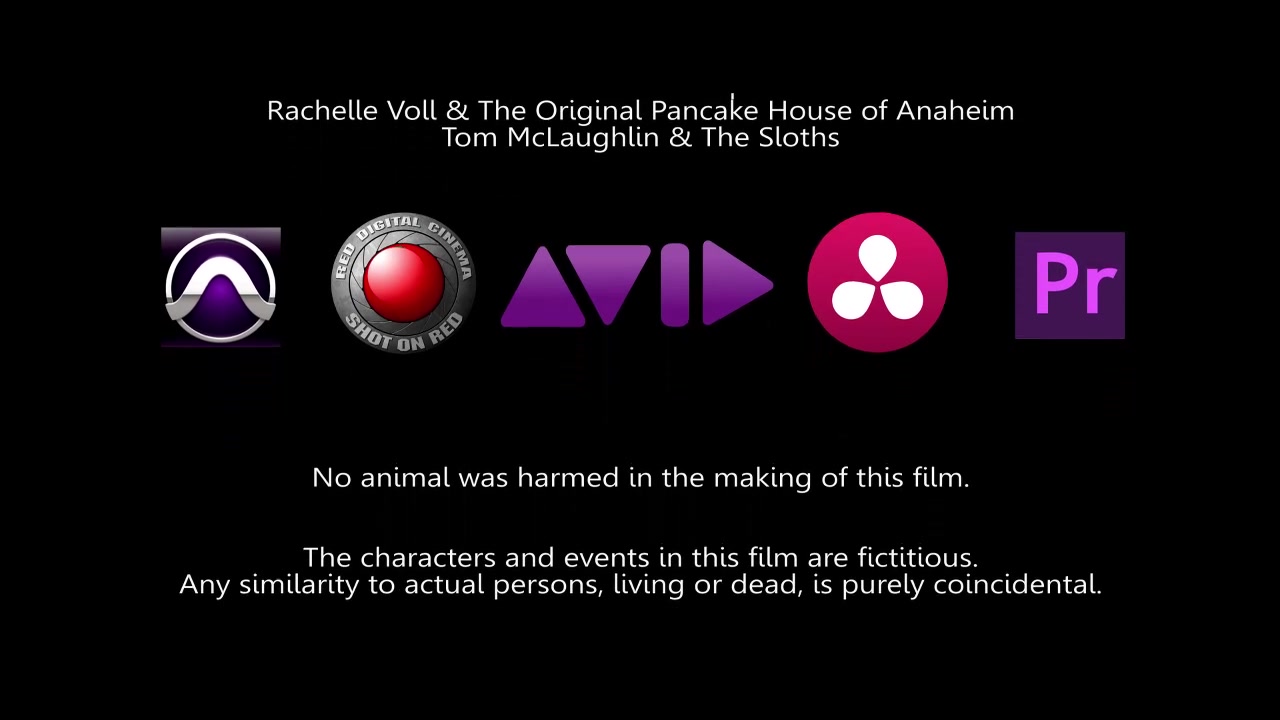 Rachelle Voll & The Original Pancake House of Anaheim
Tom McLaughlin & The Sloths
RED DIGITAL CINEMA
SHOT ON RED
AVID
Pr
No animal was harmed in the making of this film.
The characters and events in this film are fictitious.
Any similarity to actual persons, living or dead, is purely coincidental.